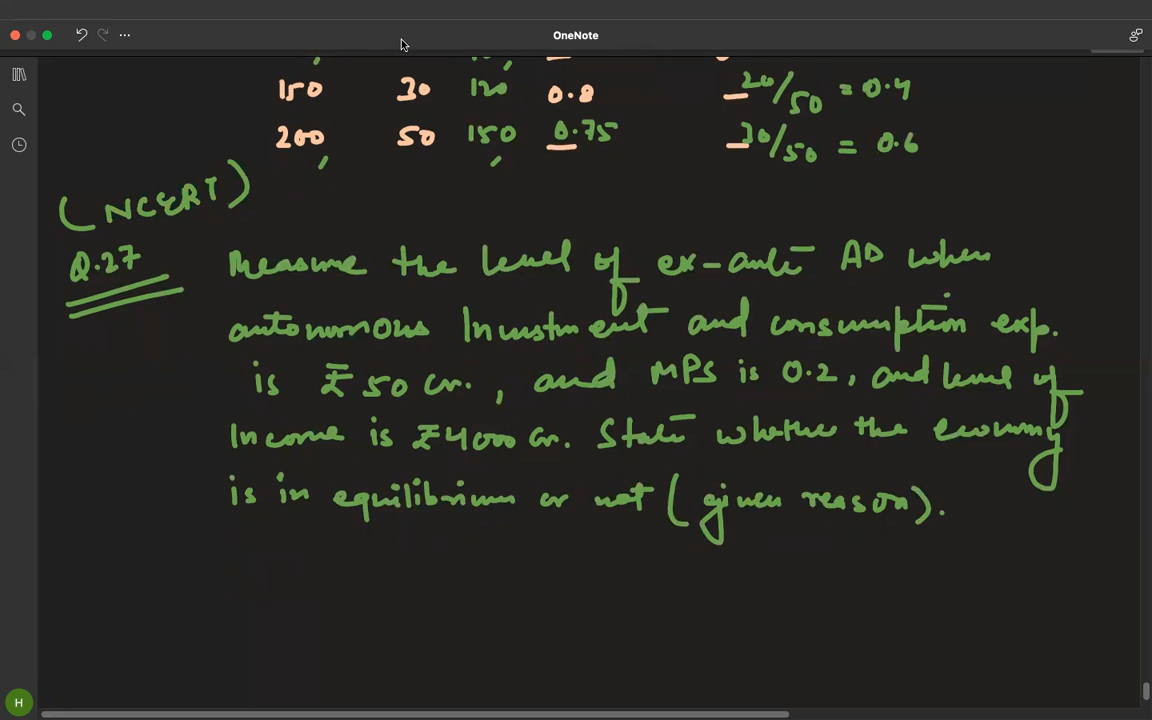 OneNote
150 30 120 0.8 20/50 = 0.4
200 50 150 0.75 30/50 = 0.6
(NCERT)
Q.27 Measure the level of ex-ante AD when
autonomous Investment and consumption exp.
is ₹50 cr., and MPS is 0.2, and level of
Income is ₹4000 cr. State whether the economy
is in equilibrium or not (given reason).
H